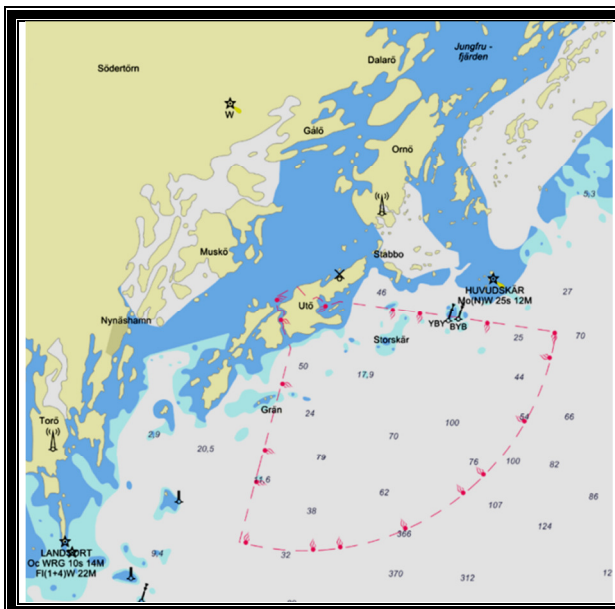 Dalarö
Jungfru-
fjärden
Södertörn
W
Gålö
Ornö
5,3
Muskö
Stabbo
HUVUDSKÄR
Mo(N)W 25s 12M
46
27
Utö
Nynäshamn
YBY
BYB
Storskär
25
70
50
17,9
44
Grän
24
100
54
66
Torö
2,9
20,5
70
79
76
100
82
11,6
62
86
38
107
124
366
LANDSORT
Oc WRG 10s 14M
Fl(1+4)W 22M
9,4
32
370
312
12